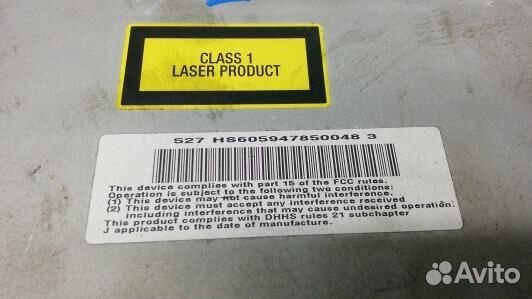 CLASS 1
LASER PRODUCT
527 HS605947850048 3
This device complies with part 15 of the FCC rules.
Operation is subject to the following two conditions:
(1) This device may not cause harmful interference.
(2) This device must accept any interference received
including interference that may cause undesired operation.
This product complies with DHHS rules 21 subchapter
J applicable to the date of manufacture.
Avito